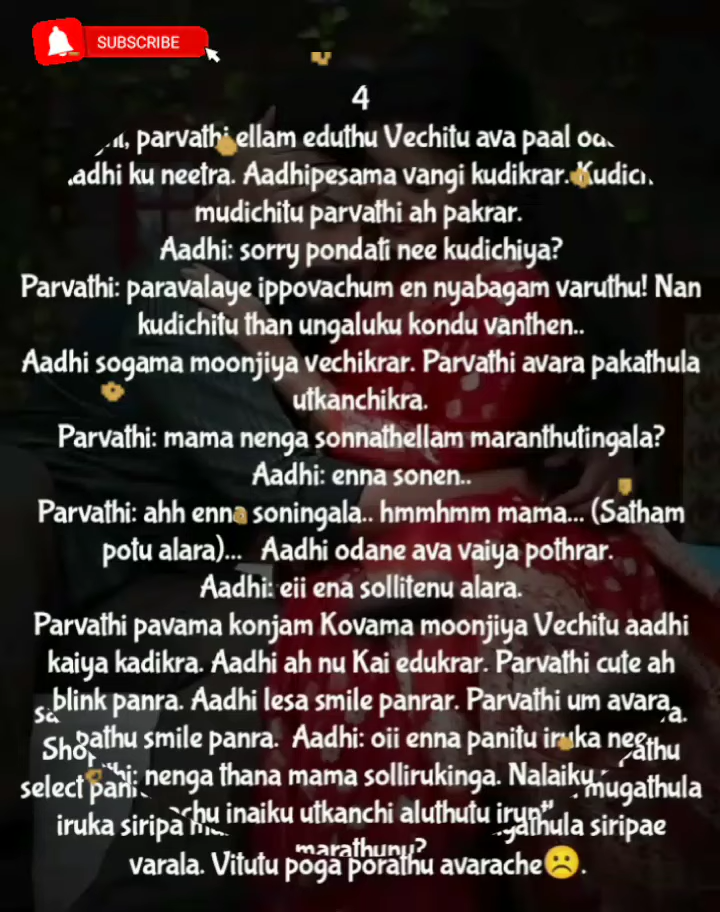 SUBSCRIBE
4
parvathi ellam eduthu Vechitu ava paal
ku neetra. Aadhipesama vangi kudikrar.
mudichitu parvathi ah pakrar.
Aadhi: sorry pondati nee kudichiya?
Parvathi: paravalaye ippovachum en nyabagam varuthu! Nan
kudichitu than ungaluku kondu vanthen..
Aadhi sogama moonjiya vechikrar. Parvathi avara pakathula
utkanchikra.
Parvathi: mama nenga sonnathellam maranthutingala?
Aadhi: enna sonen..
Parvathi: ahh enna soningala.. hmmhmm mama... (Satham
potu alara)... Aadhi odane ava vaiya pothrar.
Aadhi: eii ena sollitenu alara.
Parvathi pavama konjam Kovama moonjiya Vechitu aadhi
kaiya kadikra. Aadhi ah nu Kai edukrar. Parvathi cute ah
blink panra. Aadhi lesa smile panrar. Parvathi um avara
pathu smile panra. Aadhi: oii enna panitu iruka
nenga thana mama sollirukinga. Nalaiku
select mugathula
inaiku utkanchi aluthutu
iruka siripa siripae
marathunu?
varala. Vitutu poga porathu avarache☹️.